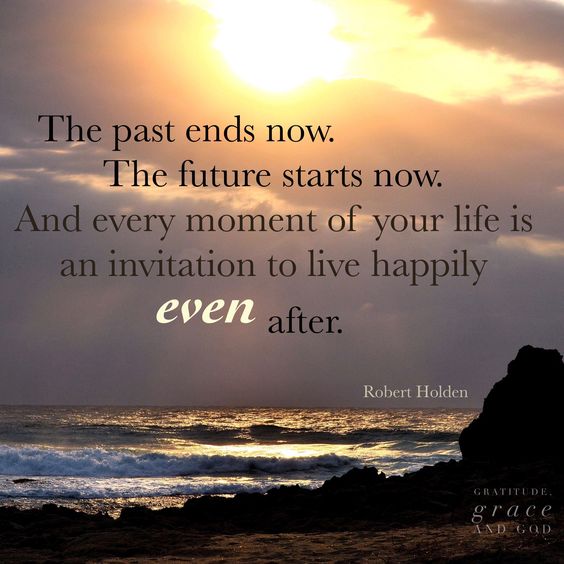 The past ends now.
The future starts now.
And every moment of your life is
an invitation to live happily
even after.
Robert Holden
GRATITUDE,
grace
AND GOD